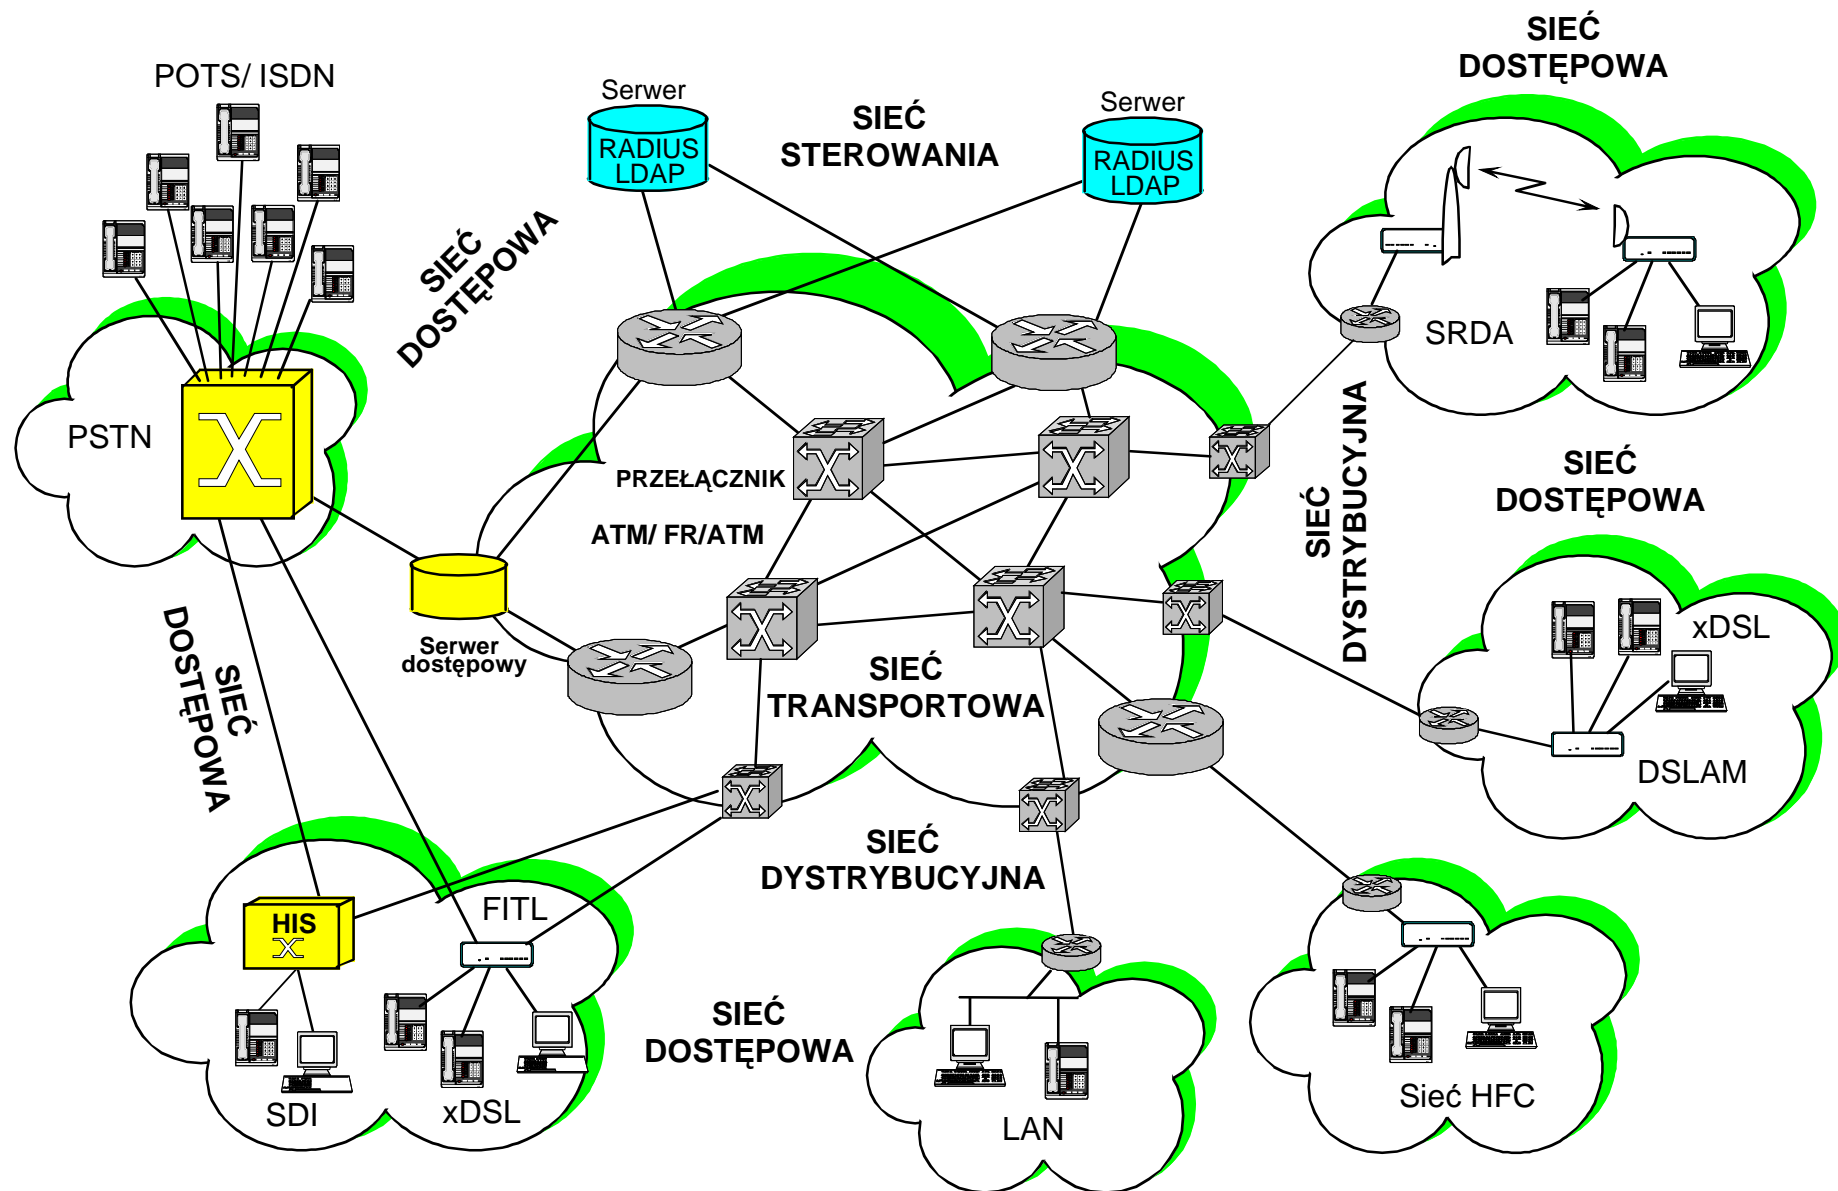 SIEĆ
DOSTĘPOWA
POTS/ ISDN
Serwer
RADIUS
LDAP
SIEĆ
STEROWANIA
Serwer
RADIUS
LDAP
SIEĆ
DOSTĘPOWA
SRDA
PSTN
PRZEŁĄCZNIK
ATM/ FR/ATM
SIEĆ
DYSTRYBUCYJNA
SIEĆ
DOSTĘPOWA
Serwer
dostępowy
SIEĆ
DOSTĘPOWA
SIEĆ
TRANSPORTOWA
xDSL
DSLAM
SIEĆ
DYSTRYBUCYJNA
HIS
FITL
SDI
xDSL
SIEĆ
DOSTĘPOWA
LAN
Sieć HFC